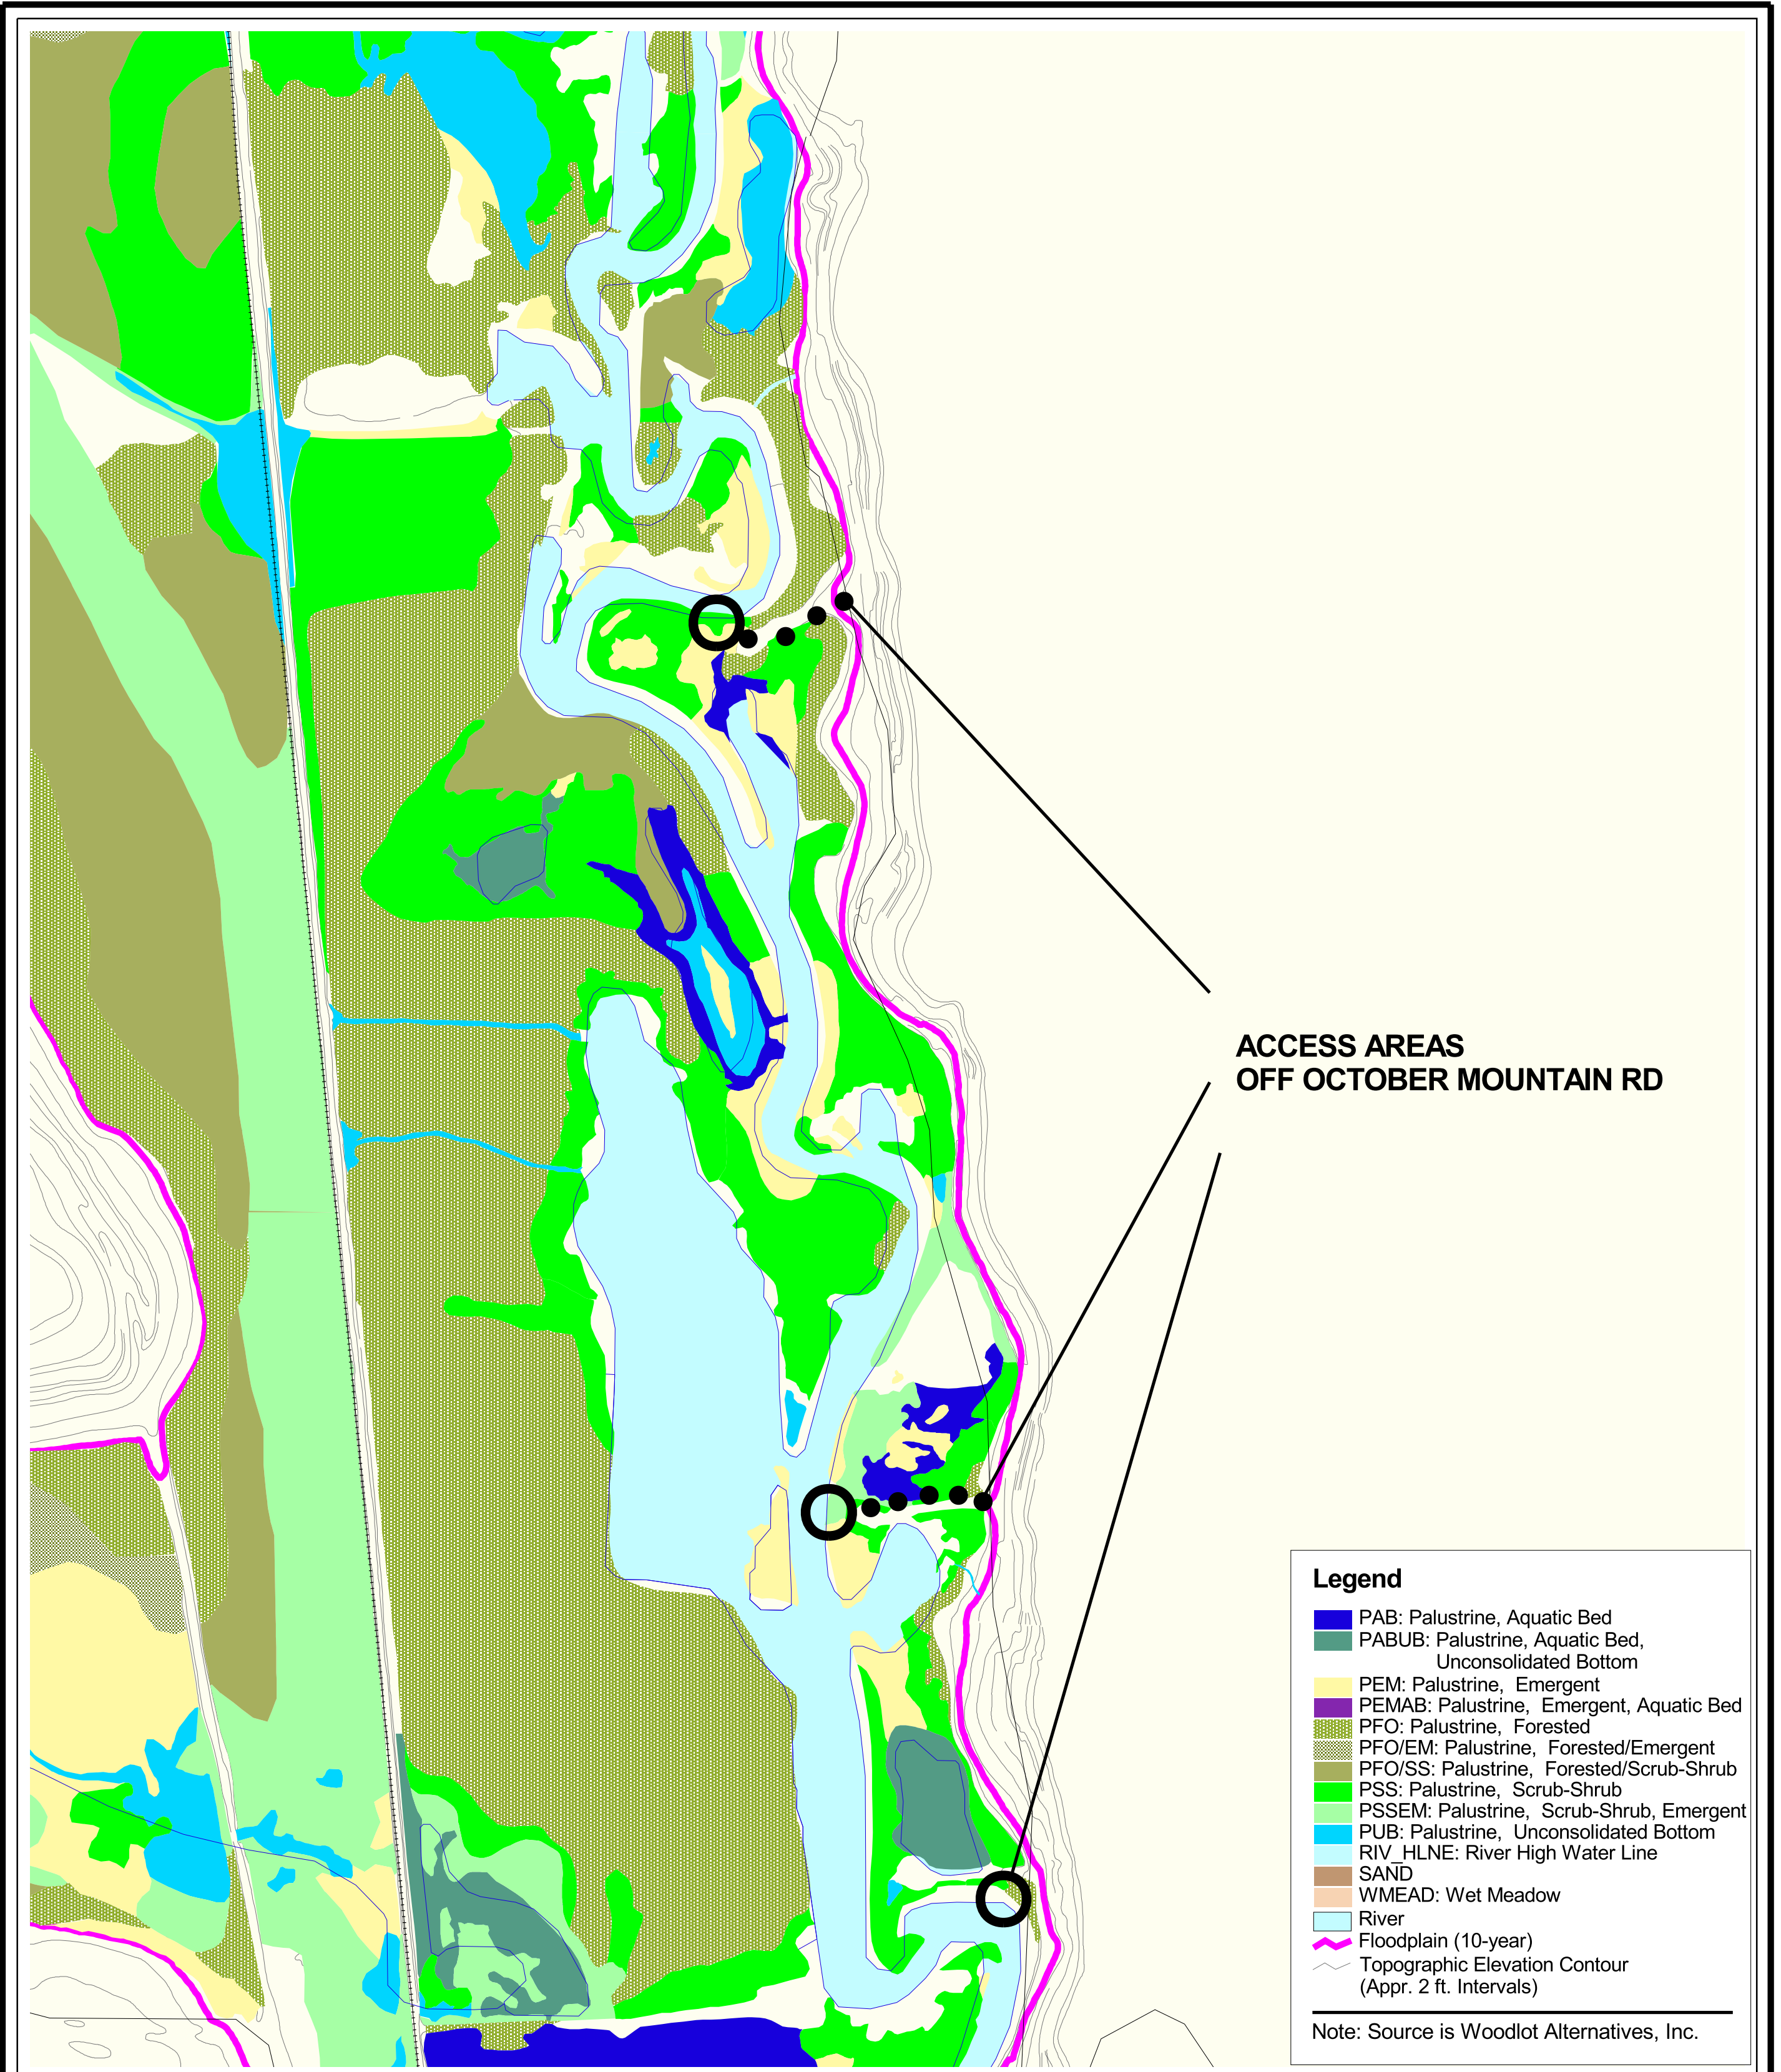 ACCESS AREAS
OFF OCTOBER MOUNTAIN RD
Legend
PAB: Palustrine, Aquatic Bed
PABUB: Palustrine, Aquatic Bed,
Unconsolidated Bottom
PEM: Palustrine, Emergent
PEMAB: Palustrine, Emergent, Aquatic Bed
PFO: Palustrine, Forested
PFO/EM: Palustrine, Forested/Emergent
PFO/SS: Palustrine, Forested/Scrub-Shrub
PSS: Palustrine, Scrub-Shrub
PSSEM: Palustrine, Scrub-Shrub, Emergent
PUB: Palustrine, Unconsolidated Bottom
RIV_HLNE: River High Water Line
SAND
WMEAD: Wet Meadow
River
Floodplain (10-year)
Topographic Elevation Contour
(Appr. 2 ft. Intervals)
Note: Source is Woodlot Alternatives, Inc.